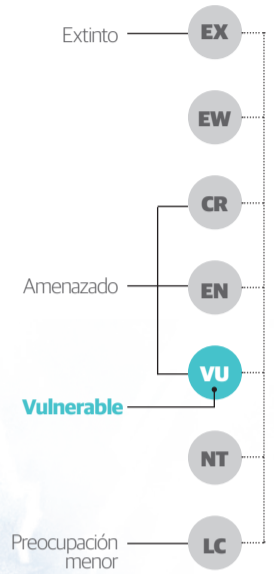 Extinto
EX
EW
CR
Amenazado
EN
VU
Vulnerable
NT
Preocupación
menor
LC